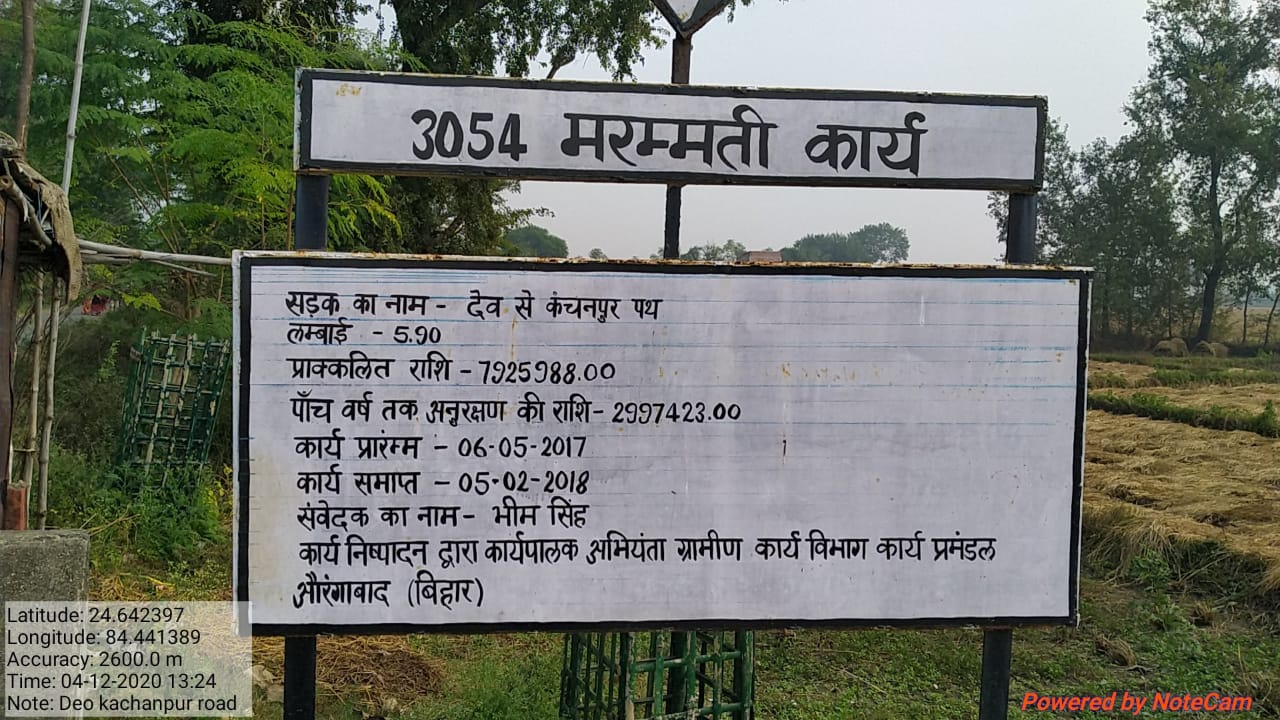 3054 मरम्मती कार्य
सड़क का नाम - देव से कंचनपुर पथ
लम्बाई - 5.90
प्राक्कलित राशि - 7925988.00
पाँच वर्ष तक अनुरक्षण की राशि - 2997423.00
कार्य प्रारंम्म - 06-05-2017
कार्य समाप्त - 05-02-2018
संवेदक का नाम - भीम सिंह
कार्य निष्पादन द्वारा कार्यपालक अभियंता ग्रामीण कार्य विभाग कार्य प्रमंडल
औरंगाबाद (बिहार)
Latitude: 24.642397
Longitude: 84.441389
Accuracy: 2600.0 m
Time: 04-12-2020 13:24
Note: Deo kachanpur road
Powered by NoteCam